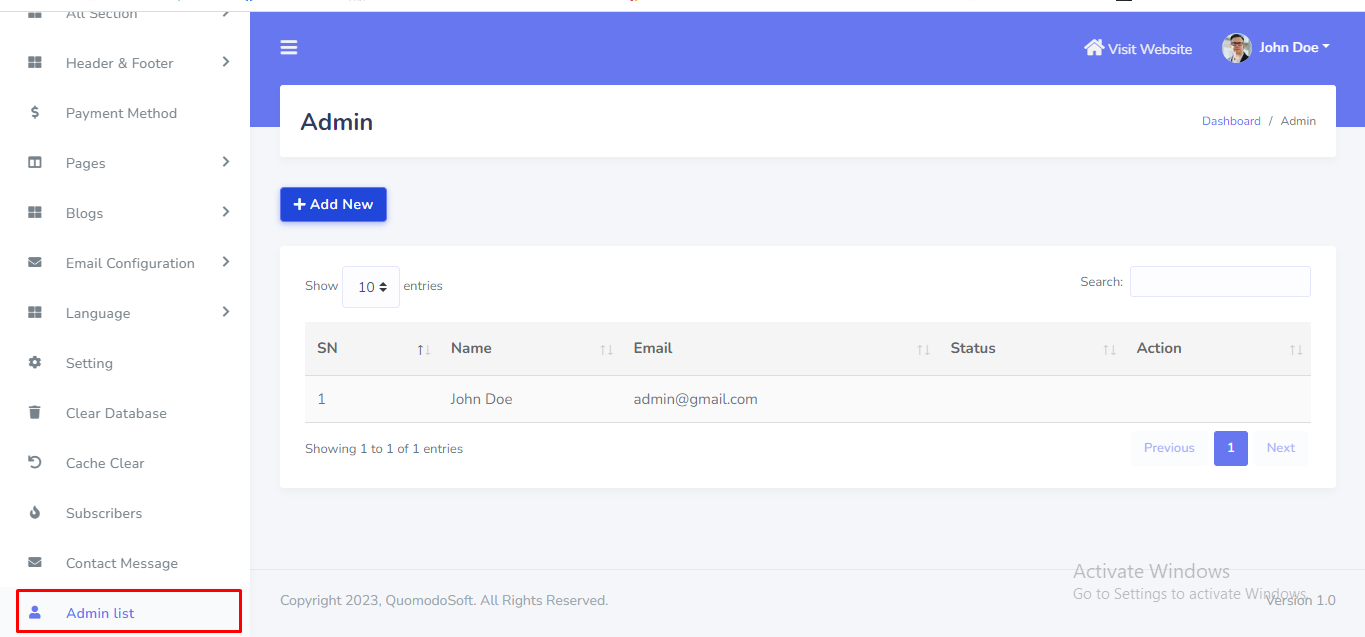 All Section
Header & Footer
Payment Method
Pages
Blogs
Email Configuration
Language
Setting
Clear Database
Cache Clear
Subscribers
Contact Message
Admin list
Visit Website
John Doe
Admin
Dashboard / Admin
+ Add New
Show 10 entries
Search:
SN Name Email Status Action
1 John Doe admin@gmail.com
Showing 1 to 1 of 1 entries
Previous 1 Next
Activate Windows
Go to Settings to activate Windows.
Copyright 2023, QuomodoSoft. All Rights Reserved.
Version 1.0